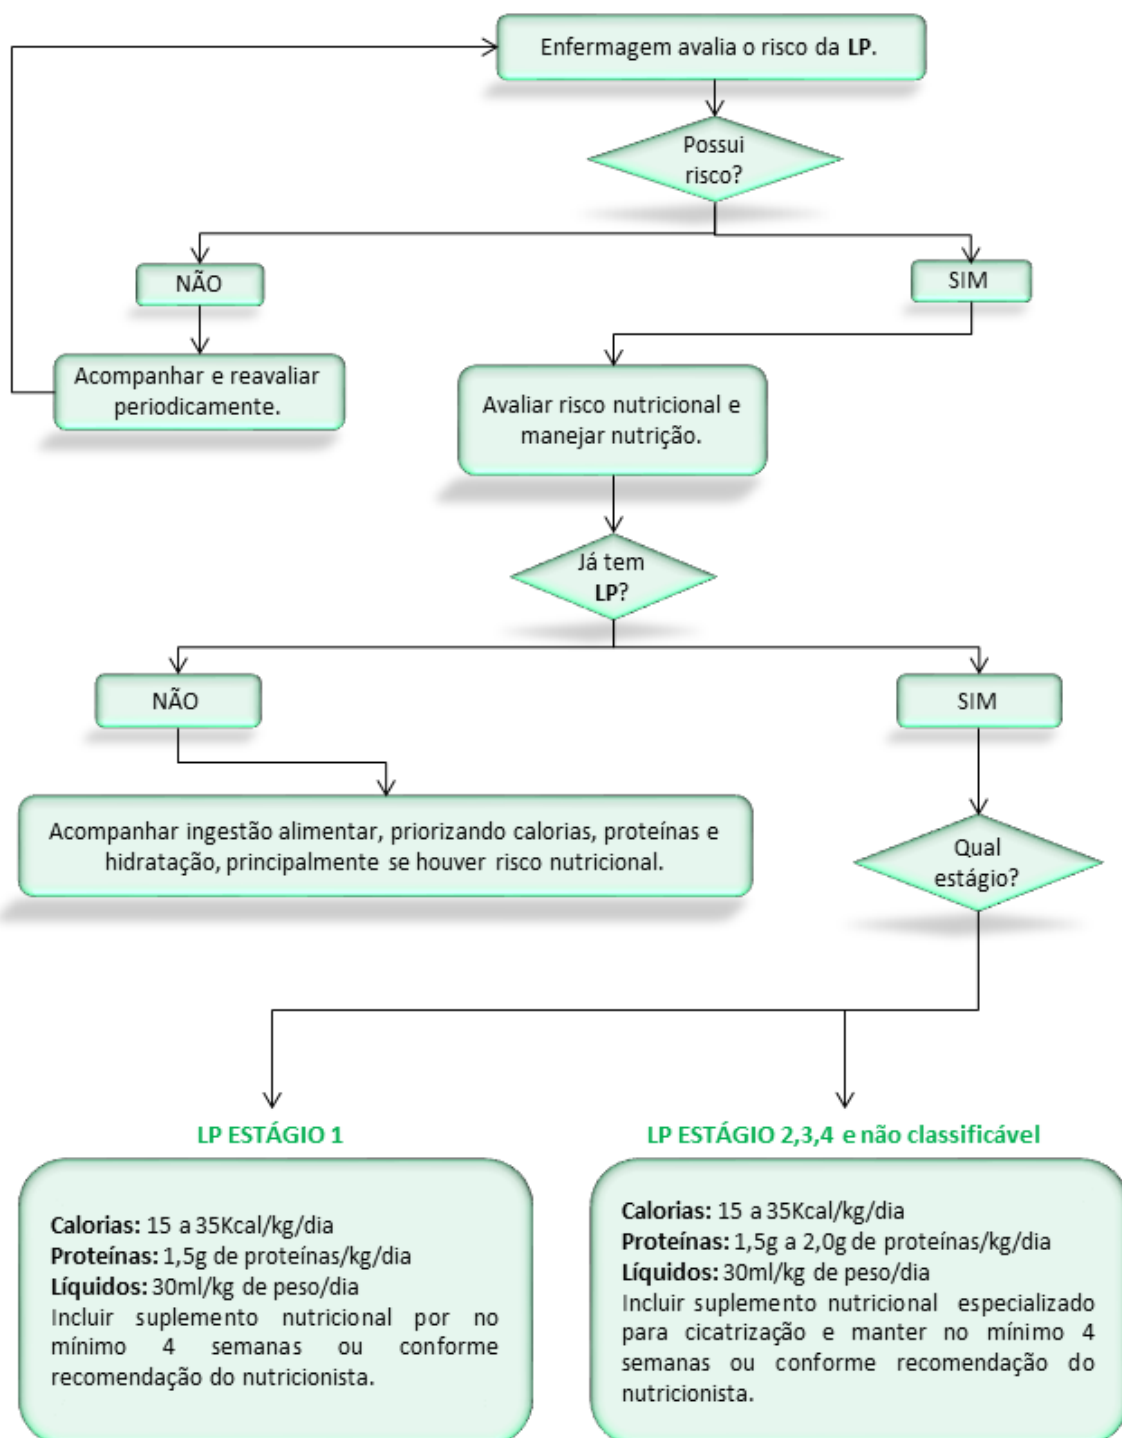 Enfermagem avalia o risco da LP.
Possui
risco?
NÃO
SIM
Acompanhar e reavaliar
periodicamente.
Avaliar risco nutricional e
manejar nutrição.
Já tem
LP?
NÃO
SIM
Acompanhar ingestão alimentar, priorizando calorias, proteínas e
hidratação, principalmente se houver risco nutricional.
Qual
estágio?
LP ESTÁGIO 1
Calorias: 15 a 35Kcal/kg/dia
Proteínas: 1,5g de proteínas/kg/dia
Líquidos: 30ml/kg de peso/dia
Incluir suplemento nutricional por no
mínimo 4 semanas ou conforme
recomendação do nutricionista.
LP ESTÁGIO 2,3,4 e não classificável
Calorias: 15 a 35Kcal/kg/dia
Proteínas: 1,5g a 2,0g de proteínas/kg/dia
Líquidos: 30ml/kg de peso/dia
Incluir suplemento nutricional especializado
para cicatrização e manter no mínimo 4
semanas ou conforme recomendação do
nutricionista.